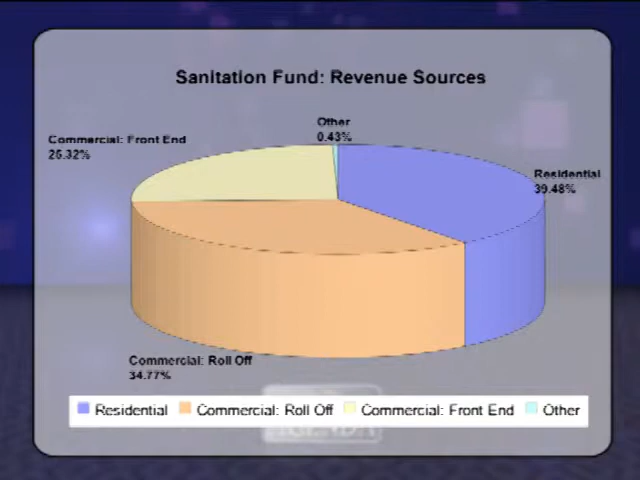 Sanitation Fund: Revenue Sources
Other
0.43%
Commercial: Front End
25.32%
Residential
39.48%
Commercial: Roll Off
34.77%
Residential
Commercial: Roll Off
Commercial: Front End
Other